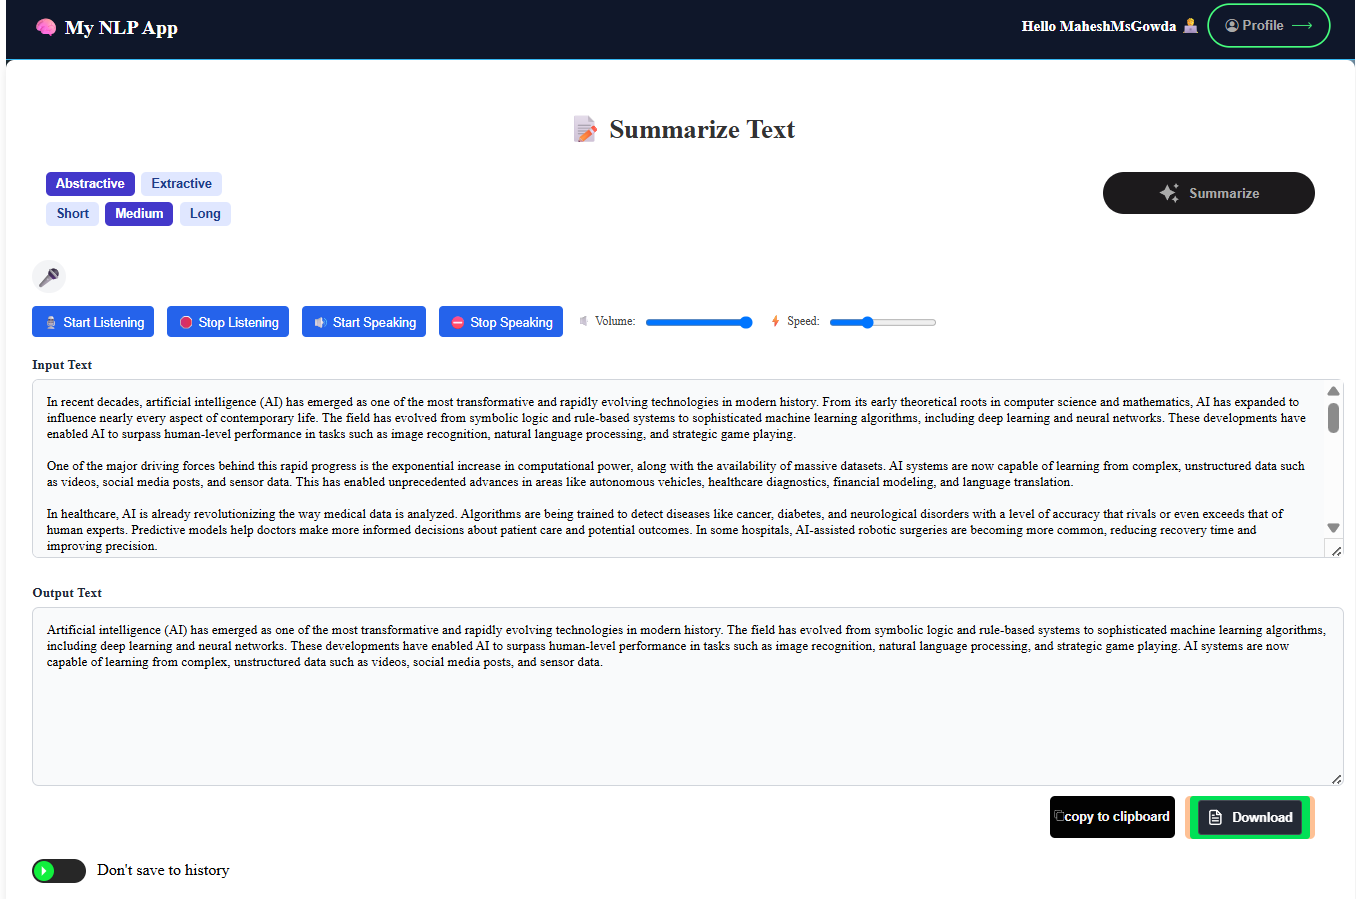 My NLP App
Hello MaheshMsGowda
Profile
Summarize Text
Abstractive Extractive
Short Medium Long
Summarize
Start Listening Stop Listening Start Speaking Stop Speaking Volume: Speed:
Input Text
In recent decades, artificial intelligence (AI) has emerged as one of the most transformative and rapidly evolving technologies in modern history. From its early theoretical roots in computer science and mathematics, AI has expanded to
influence nearly every aspect of contemporary life. The field has evolved from symbolic logic and rule-based systems to sophisticated machine learning algorithms, including deep learning and neural networks. These developments have
enabled AI to surpass human-level performance in tasks such as image recognition, natural language processing, and strategic game playing.
One of the major driving forces behind this rapid progress is the exponential increase in computational power, along with the availability of massive datasets. AI systems are now capable of learning from complex, unstructured data such
as videos, social media posts, and sensor data. This has enabled unprecedented advances in areas like autonomous vehicles, healthcare diagnostics, financial modeling, and language translation.
In healthcare, AI is already revolutionizing the way medical data is analyzed. Algorithms are being trained to detect diseases like cancer, diabetes, and neurological disorders with a level of accuracy that rivals or even exceeds that of
human experts. Predictive models help doctors make more informed decisions about patient care and potential outcomes. In some hospitals, AI-assisted robotic surgeries are becoming more common, reducing recovery time and
improving precision.
Output Text
Artificial intelligence (AI) has emerged as one of the most transformative and rapidly evolving technologies in modern history. The field has evolved from symbolic logic and rule-based systems to sophisticated machine learning algorithms,
including deep learning and neural networks. These developments have enabled AI to surpass human-level performance in tasks such as image recognition, natural language processing, and strategic game playing. AI systems are now
capable of learning from complex, unstructured data such as videos, social media posts, and sensor data.
copy to clipboard
Download
Don't save to history